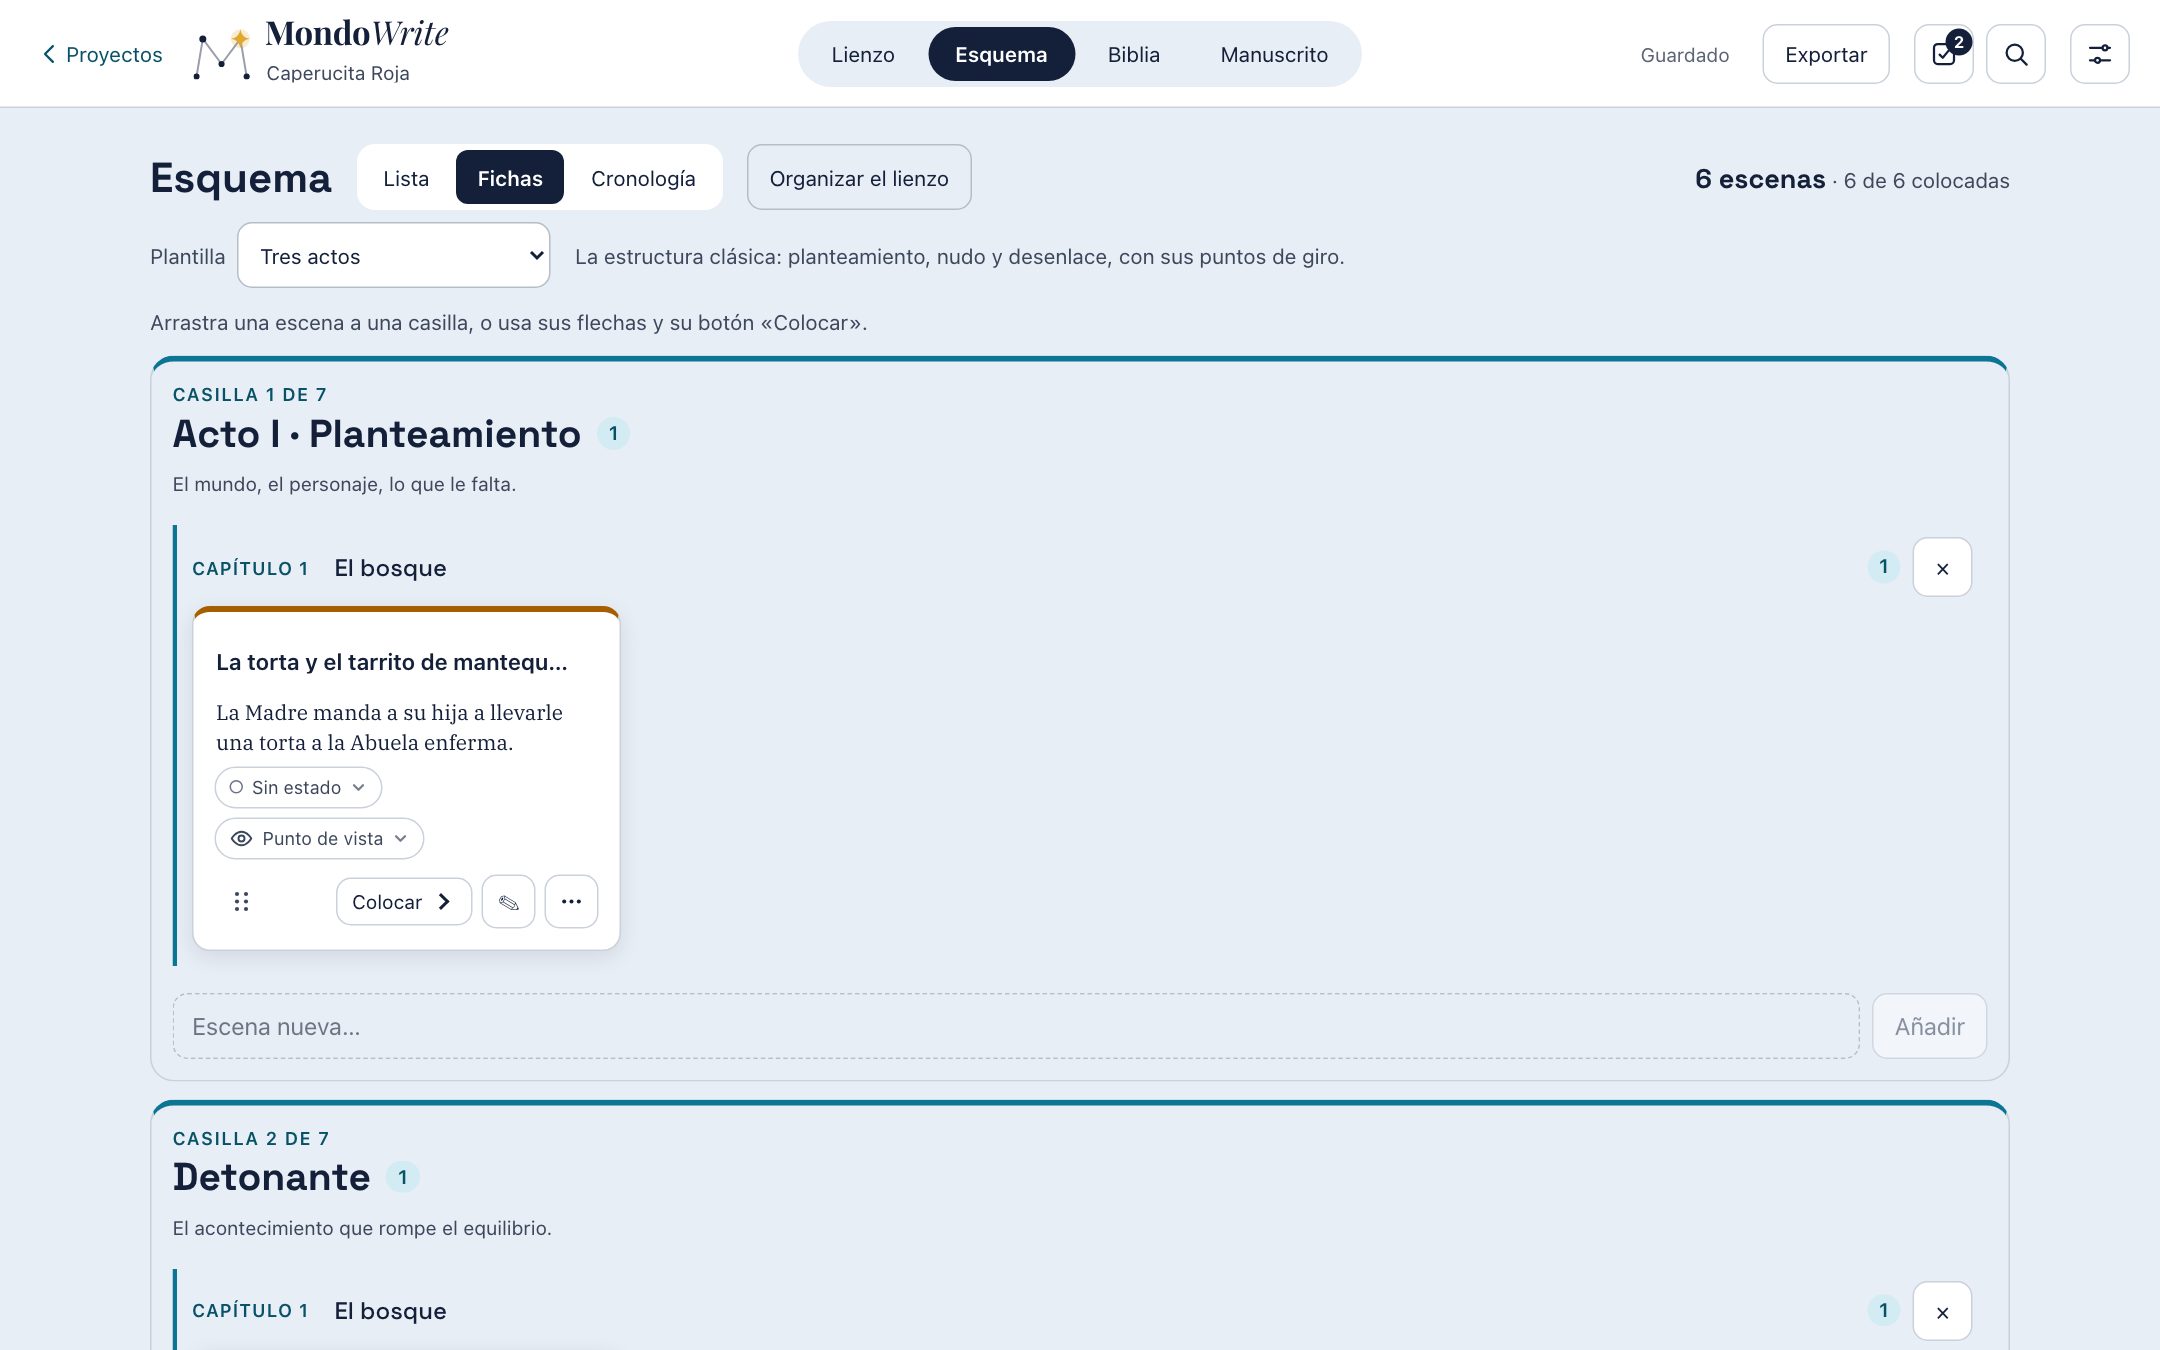 Proyectos
MondoWrite
Caperucita Roja
Lienzo
Esquema
Biblia
Manuscrito
Guardado
Exportar
2
Esquema
Lista
Fichas
Cronología
Organizar el lienzo
6 escenas · 6 de 6 colocadas
Plantilla
Tres actos
La estructura clásica: planteamiento, nudo y desenlace, con sus puntos de giro.
Arrastra una escena a una casilla, o usa sus flechas y su botón «Colocar».
CASILLA 1 DE 7
Acto I · Planteamiento 1
El mundo, el personaje, lo que le falta.
CAPÍTULO 1 El bosque 1 ×
La torta y el tarrito de mantequ...
La Madre manda a su hija a llevarle
una torta a la Abuela enferma.
Sin estado
Punto de vista
Colocar
Escena nueva...
Añadir
CASILLA 2 DE 7
Detonante 1
El acontecimiento que rompe el equilibrio.
CAPÍTULO 1 El bosque 1 ×